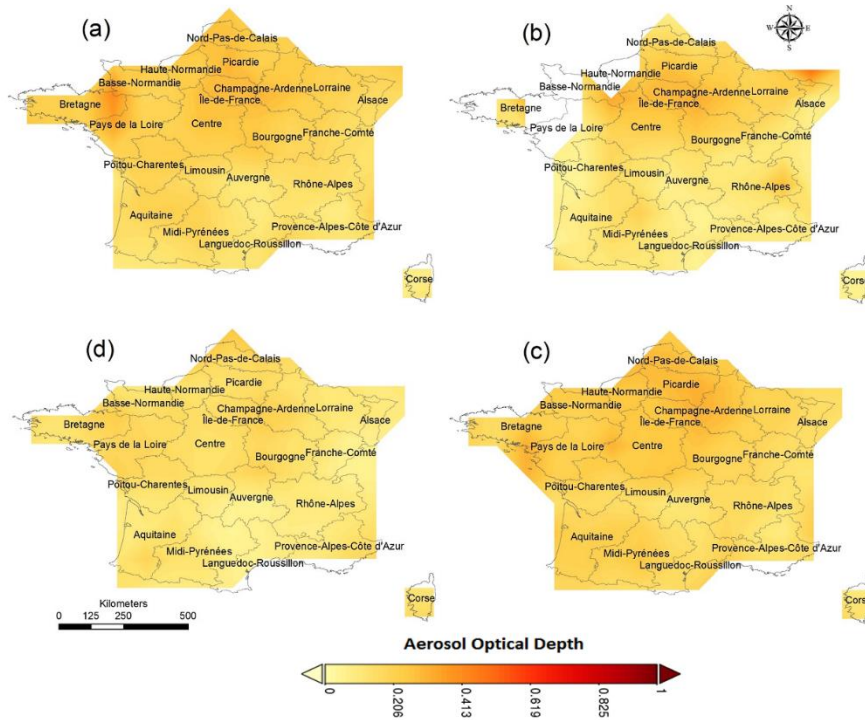 (a)
Nord-Pas-de-Calais
Picardie
Haute-Normandie
Basse-Normandie
Champagne-Ardenne
Lorraine
Île-de-France
Alsace
Bretagne
Pays de la Loire
Centre
Bourgogne
Franche-Comté
Poitou-Charentes
Limousin
Auvergne
Rhône-Alpes
Aquitaine
Midi-Pyrénées
Provence-Alpes-Côte d'Azur
Languedoc-Roussillon
Corse
(b)
N
W
E
S
Nord-Pas-de-Calais
Picardie
Haute-Normandie
Basse-Normandie
Champagne-Ardenne
Lorraine
Île-de-France
Alsace
Bretagne
Pays de la Loire
Centre
Bourgogne
Franche-Comté
Poitou-Charentes
Limousin
Auvergne
Rhône-Alpes
Aquitaine
Midi-Pyrénées
Provence-Alpes-Côte d'Azur
Languedoc-Roussillon
Corse
(d)
Nord-Pas-de-Calais
Picardie
Haute-Normandie
Basse-Normandie
Champagne-Ardenne
Lorraine
Île-de-France
Alsace
Bretagne
Pays de la Loire
Centre
Bourgogne
Franche-Comté
Poitou-Charentes
Limousin
Auvergne
Rhône-Alpes
Aquitaine
Midi-Pyrénées
Provence-Alpes-Côte d'Azur
Languedoc-Roussillon
Corse
(c)
Nord-Pas-de-Calais
Picardie
Haute-Normandie
Basse-Normandie
Champagne-Ardenne
Lorraine
Île-de-France
Alsace
Bretagne
Pays de la Loire
Centre
Bourgogne
Franche-Comté
Poitou-Charentes
Limousin
Auvergne
Rhône-Alpes
Aquitaine
Midi-Pyrénées
Provence-Alpes-Côte d'Azur
Languedoc-Roussillon
Corse
Kilometers
0 125 250 500
Aerosol Optical Depth
0
0.206
0.413
0.619
0.825
1